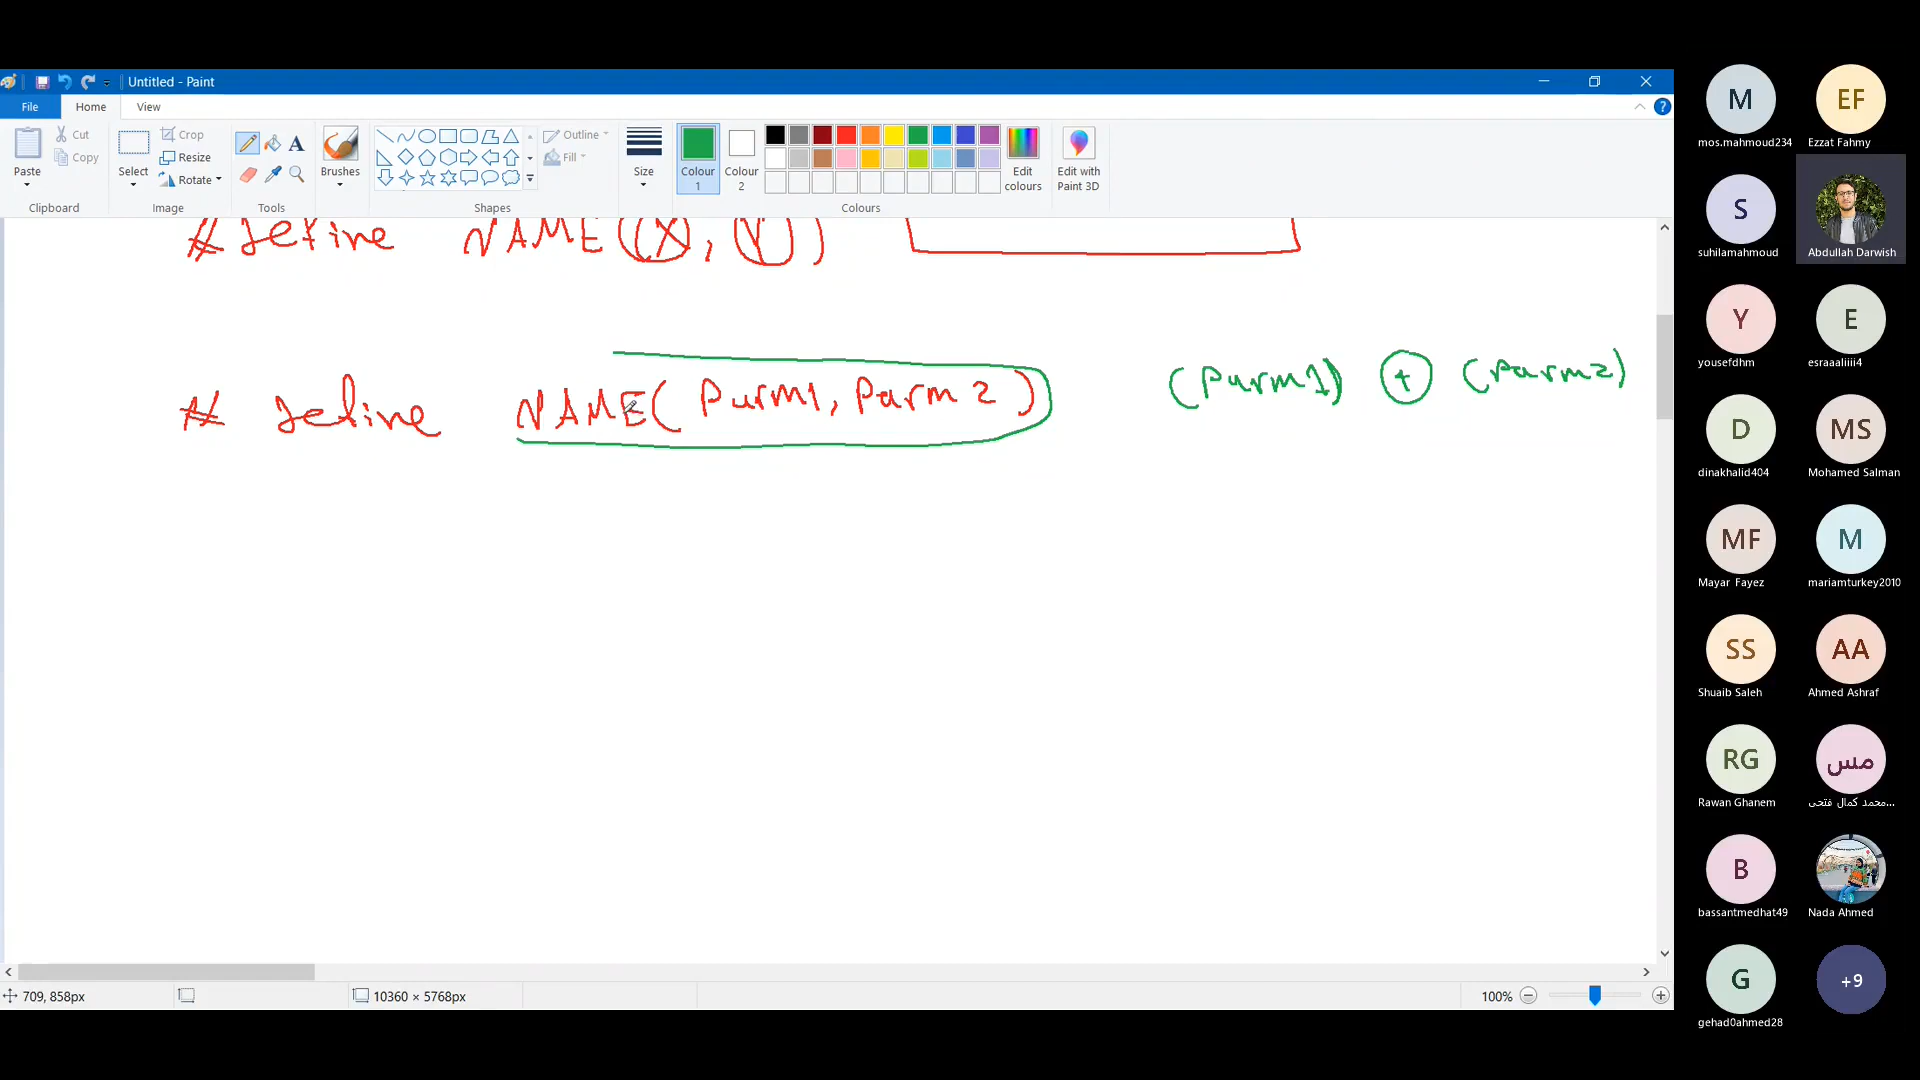 Untitled - Paint
File Home View
Paste Cut Copy Clipboard
Select Crop Resize Rotate Image
Tools
Brushes
Outline Fill Shapes
Size
Colour 1 Colour 2 Edit colours Colours
Edit with Paint 3D
#define NAME(X, Y)
# define NAME( Parm1, Parm2 ) (Parm1) + (Parm2)
709, 858px 10360 × 5768px 100%
M EF
mos.mahmoud234 Ezzat Fahmy
S
suhilamahmoud Abdullah Darwish
Y E
yousefdhm esraaaliiii4
D MS
dinakhalid404 Mohamed Salman
MF M
Mayar Fayez mariamturkey2010
SS AA
Shuaib Saleh Ahmed Ashraf
RG مس
Rawan Ghanem محمد كمال فتحى...
B
bassantmedhat49 Nada Ahmed
G +9
gehad0ahmed28